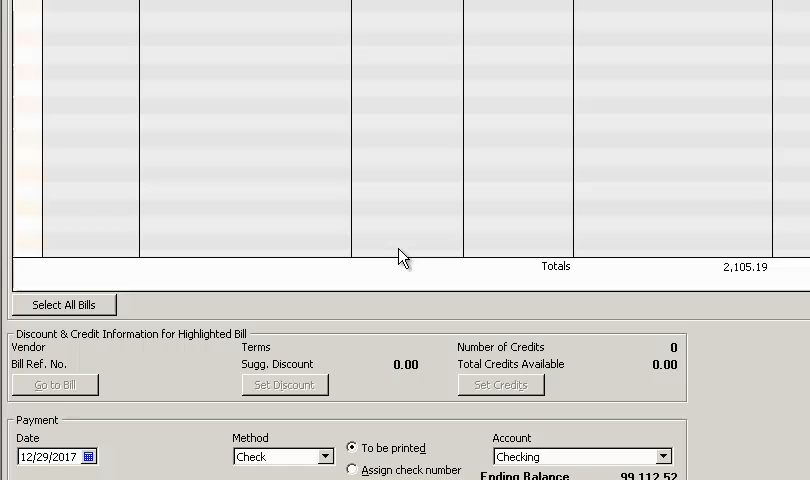 Totals 2,105.19
Select All Bills
Discount & Credit Information for Highlighted Bill
Vendor Terms Number of Credits 0
Bill Ref. No. Sugg. Discount 0.00 Total Credits Available 0.00
Go to Bill Set Discount Set Credits
Payment
Date Method To be printed Account
12/29/2017 Check Assign check number Checking
Ending Balance 99,112.52